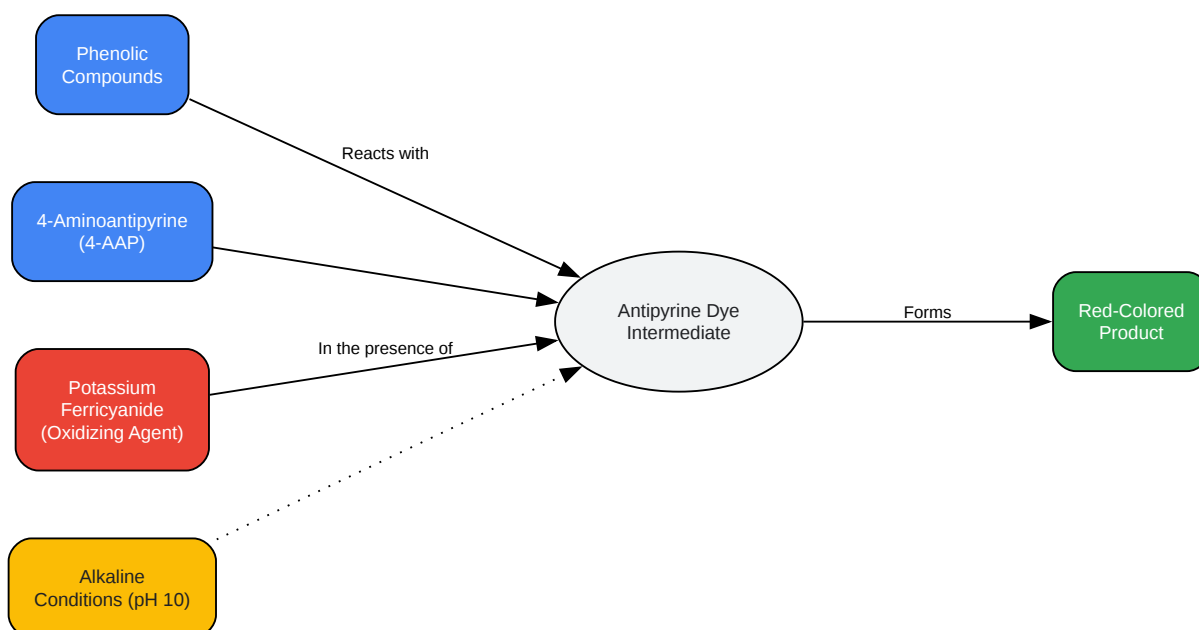 Phenolic
Compounds
Reacts with
4-Aminoantipyrine
(4-AAP)
Antipyrine Dye
Intermediate
Forms
Red-Colored
Product
In the presence of
Potassium
Ferricyanide
(Oxidizing Agent)
Alkaline
Conditions (pH 10)